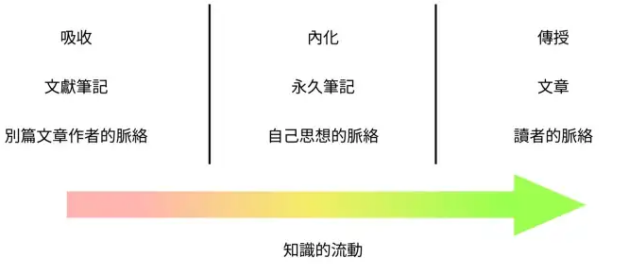 吸收
文獻筆記
別篇文章作者的脈絡
內化
永久筆記
自己思想的脈絡
傳授
文章
讀者的脈絡
知識的流動